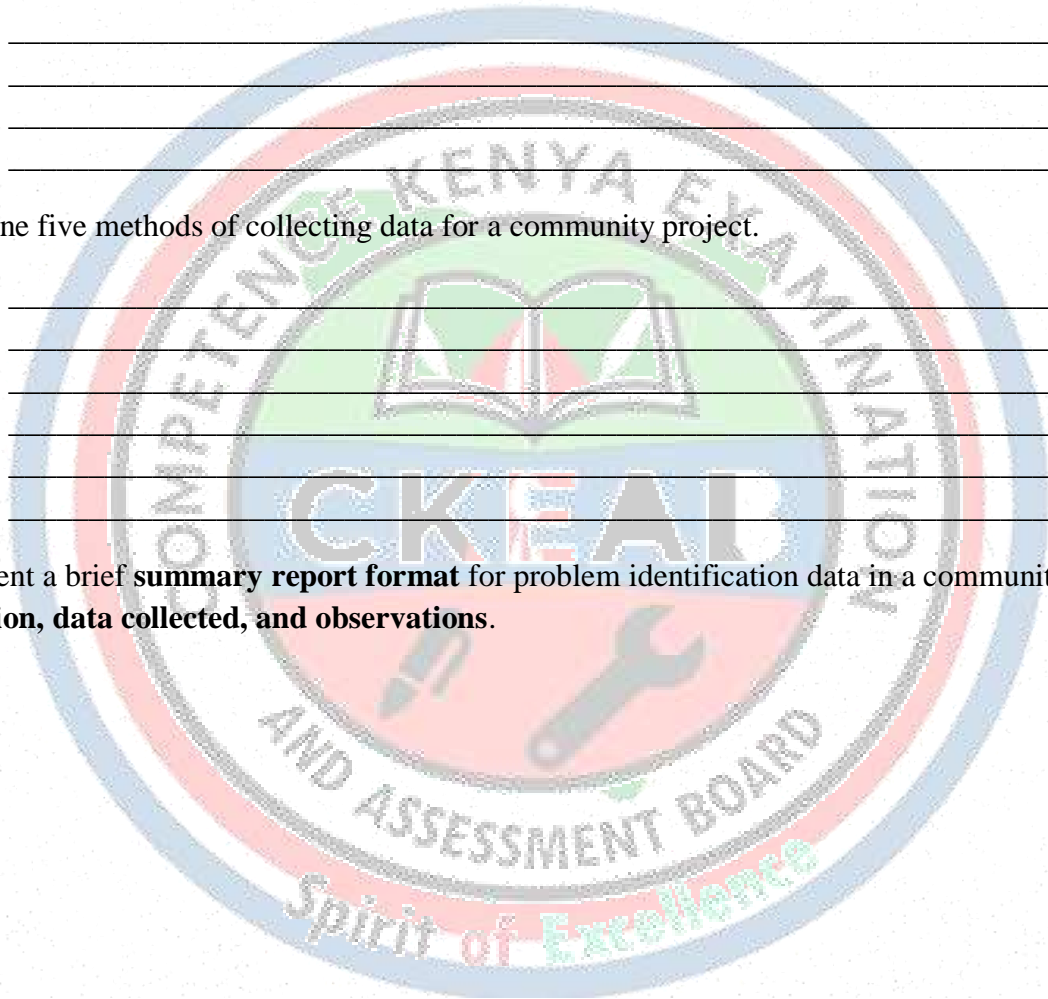 ne five methods of collecting data for a community project.
ent a brief summary report format for problem identification data in a communit
ion, data collected, and observations.
COMPETENCE KENYA EXAMINATION
CKEAB
AND ASSESSMENT BOARD
Spirit of Excellence